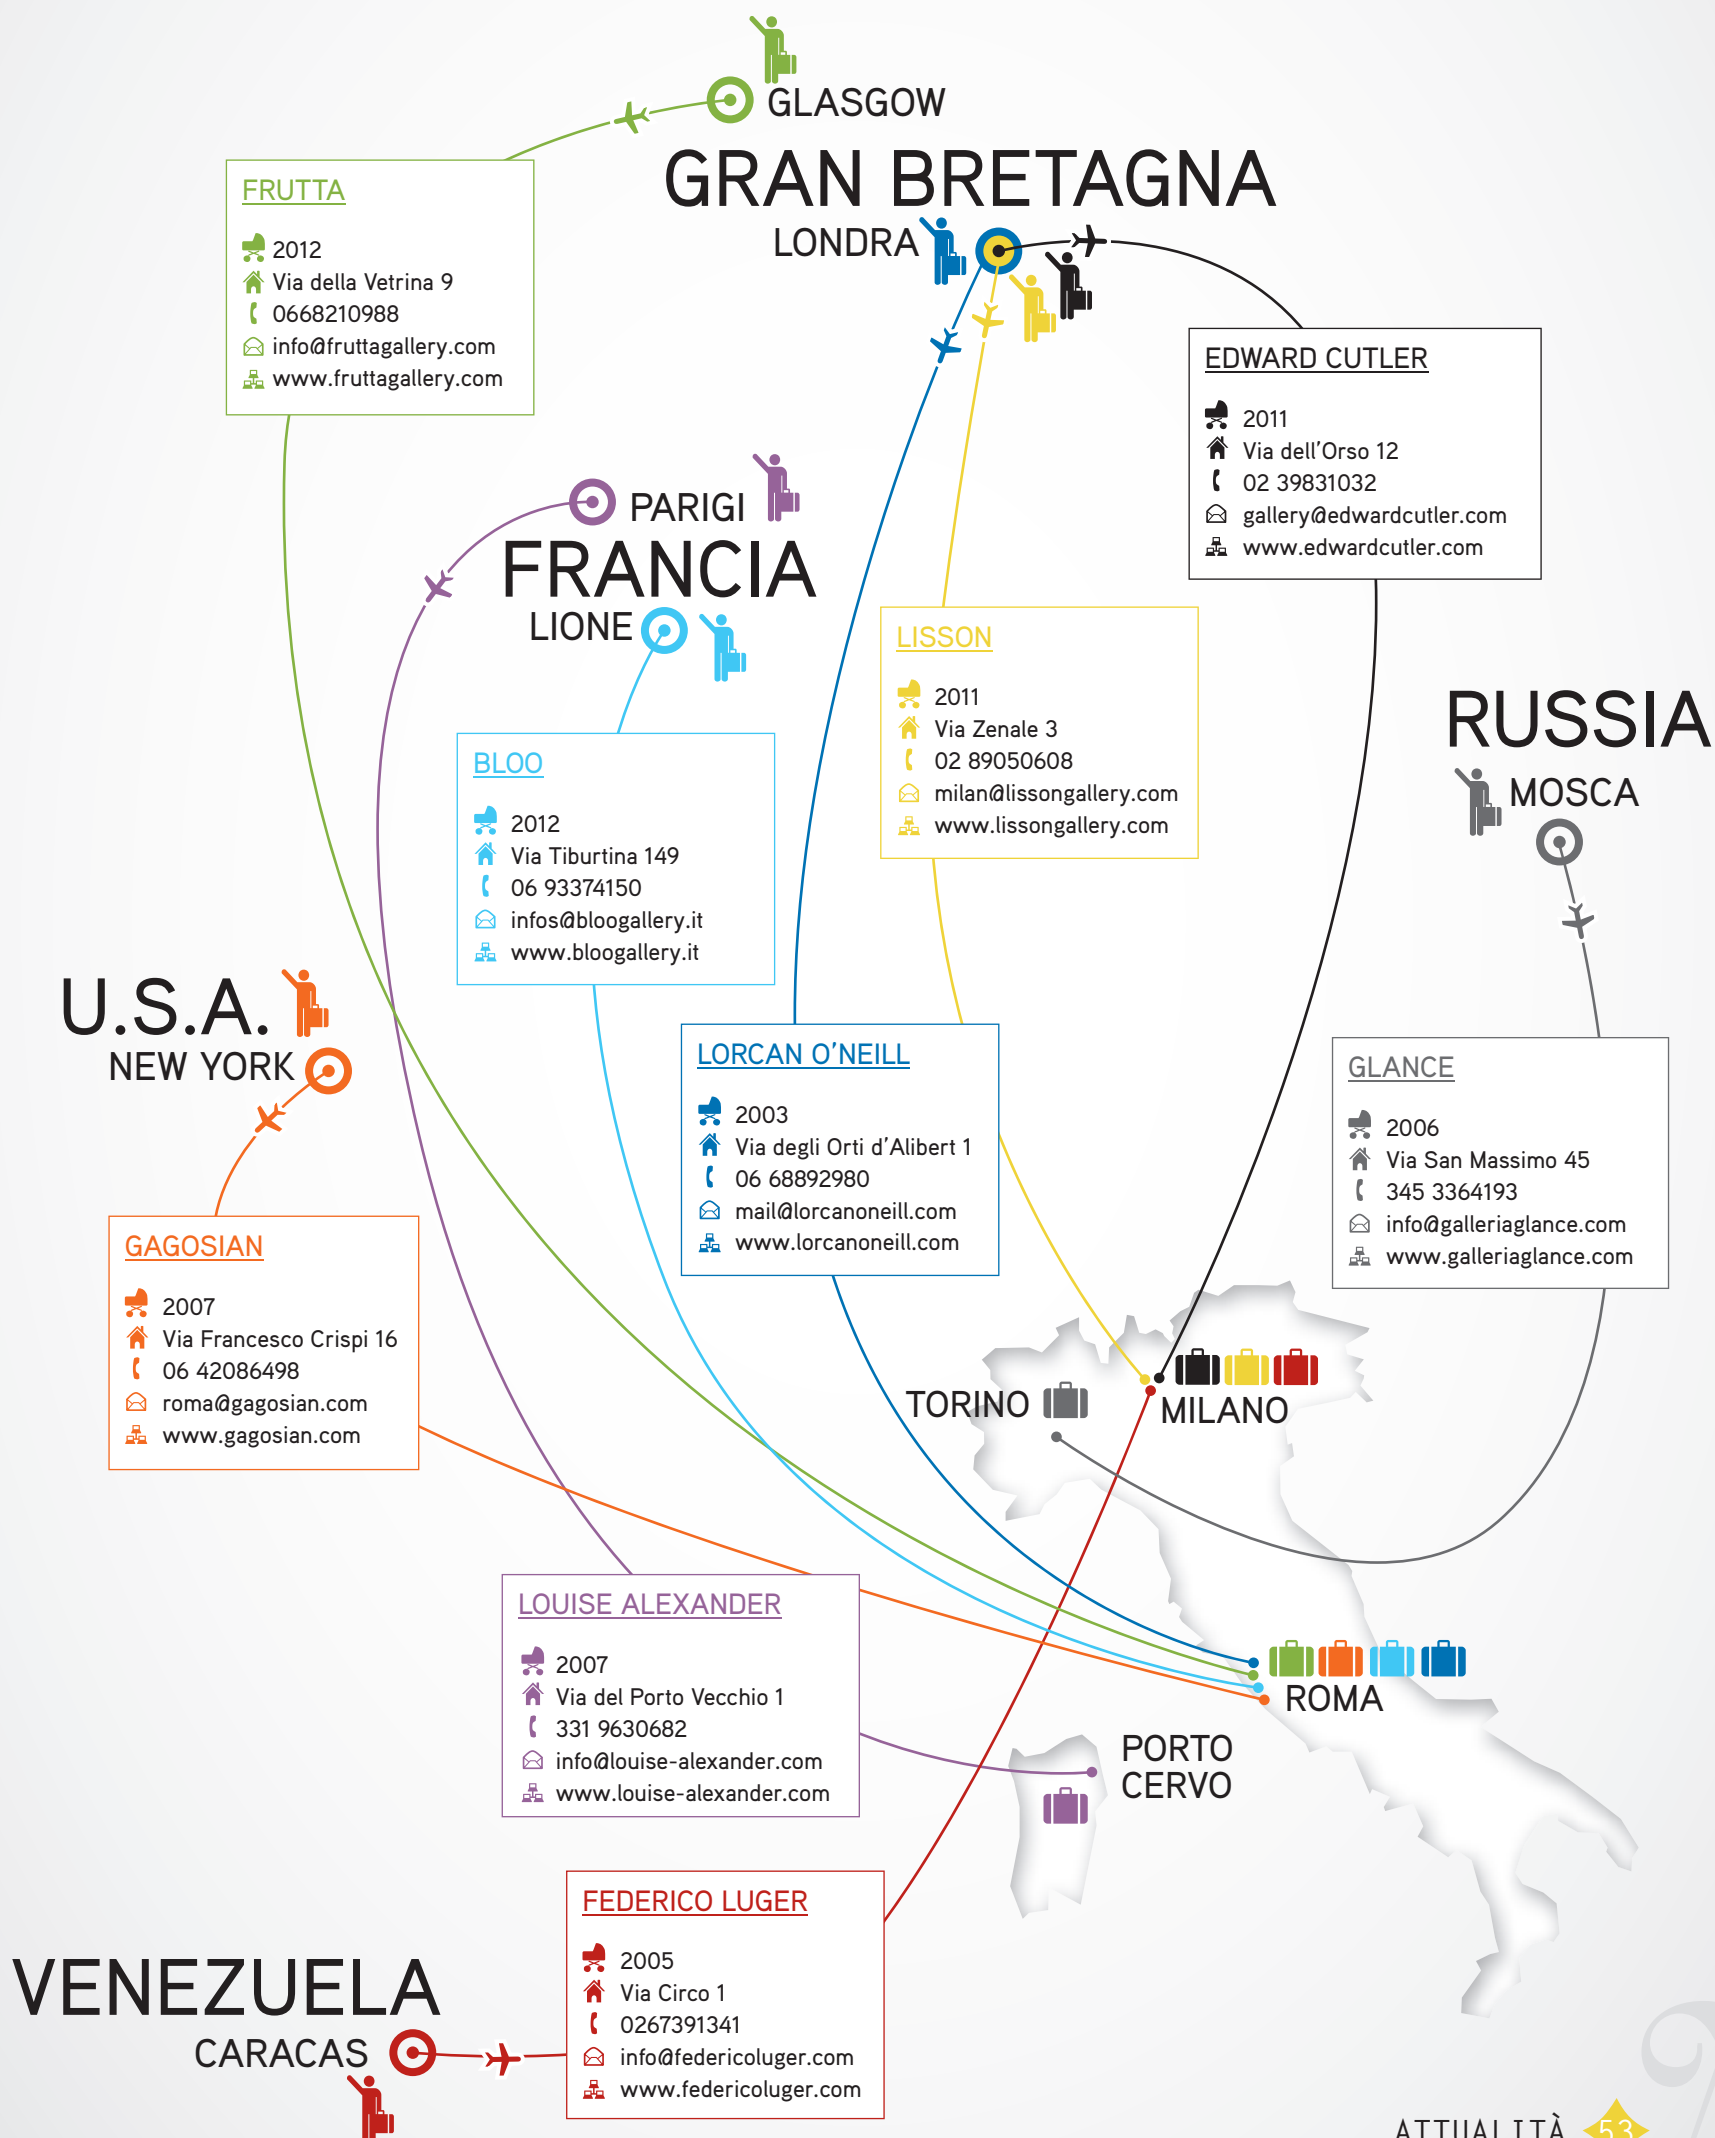 GLASGOW
GRAN BRETAGNA
LONDRA
FRUTTA
2012
Via della Vetrina 9
0668210988
info@fruttagallery.com
www.fruttagallery.com
EDWARD CUTLER
2011
Via dell'Orso 12
02 39831032
gallery@edwardcutler.com
www.edwardcutler.com
PARIGI
FRANCIA
LIONE
LISSON
2011
Via Zenale 3
02 89050608
milan@lissongallery.com
www.lissongallery.com
RUSSIA
MOSCA
BLOO
2012
Via Tiburtina 149
06 93374150
infos@bloogallery.it
www.bloogallery.it
U.S.A.
NEW YORK
LORCAN O'NEILL
2003
Via degli Orti d'Alibert 1
06 68892980
mail@lorcanoneill.com
www.lorcanoneill.com
GLANCE
2006
Via San Massimo 45
345 3364193
info@galleriaglance.com
www.galleriaglance.com
GAGOSIAN
2007
Via Francesco Crispi 16
06 42086498
roma@gagosian.com
www.gagosian.com
TORINO
MILANO
LOUISE ALEXANDER
2007
Via del Porto Vecchio 1
331 9630682
info@louise-alexander.com
www.louise-alexander.com
ROMA
PORTO
CERVO
FEDERICO LUGER
2005
Via Circo 1
0267391341
info@federicoluger.com
www.federicoluger.com
VENEZUELA
CARACAS
ATTUALITÀ 53